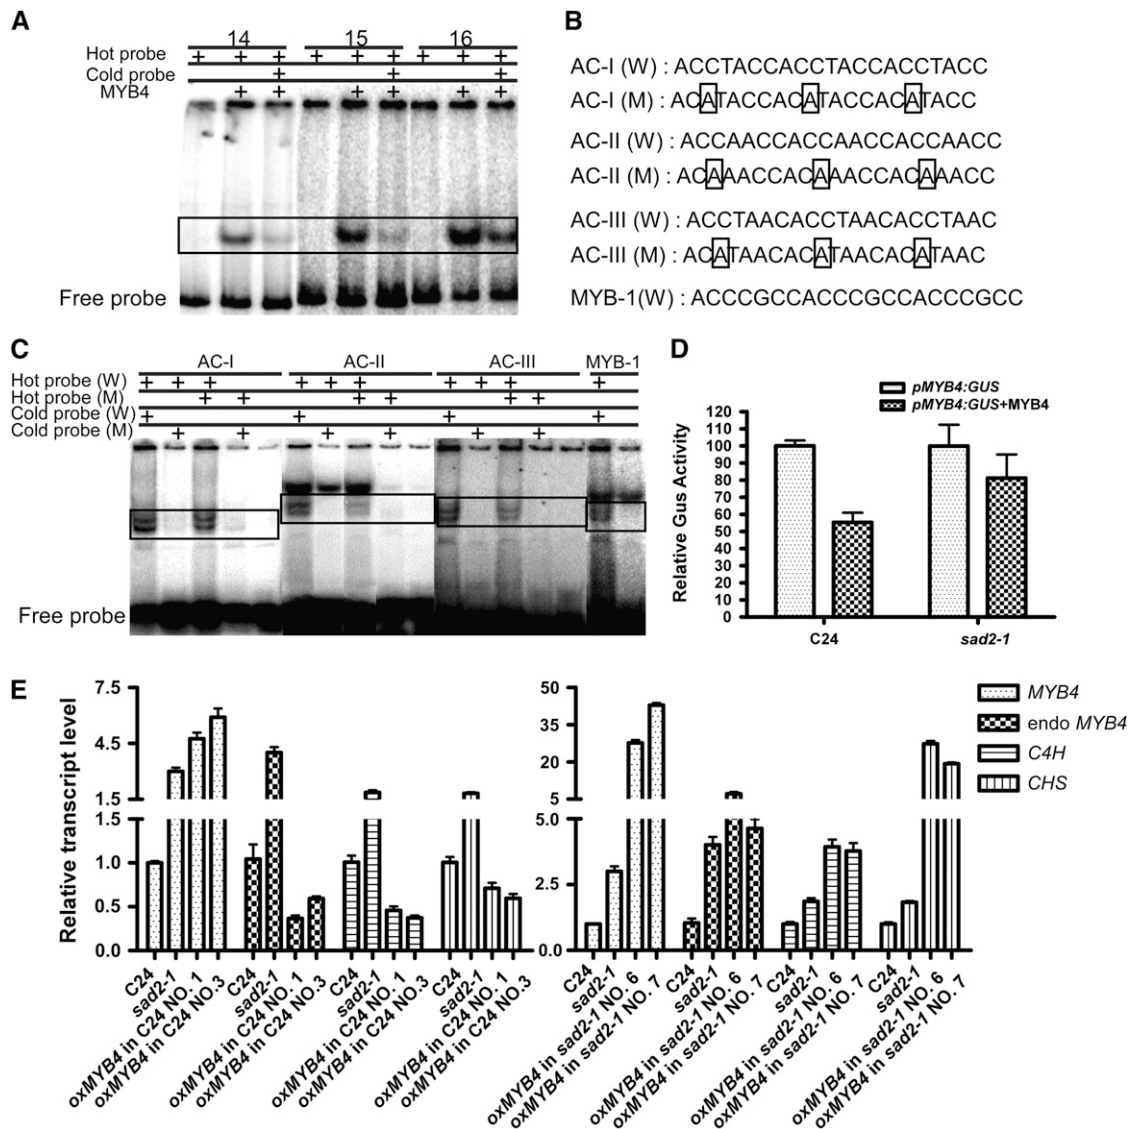 A
14 15 16
Hot probe + + + + + + + + +
Cold probe + + +
MYB4 + + + + + +
Free probe
B
AC-I (W) : ACCTACCACCTACCACCTACC
AC-I (M) : ACATACCACATACCACATACC
AC-II (W) : ACCAACCACCAACCACCAACC
AC-II (M) : ACAAACCACAAACCACAAACC
AC-III (W) : ACCTAACACCTAACACCTAAC
AC-III (M) : ACATAACACATAACACATAAC
MYB-1(W) : ACCCGCCACCCGCCACCCGCC
C
AC-I AC-II AC-III MYB-1
Hot probe (W) + + + + + + + + + +
Hot probe (M) + + + + + +
Cold probe (W) + + + +
Cold probe (M) + + + + + +
Free probe
D
pMYB4:GUS
pMYB4:GUS+MYB4
Relative Gus Activity
120
110
100
90
80
70
60
50
40
30
20
10
0
C24 sad2-1
E
Relative transcript level
7.5
4.5
1.5
1.5
1.0
0.5
0.0
C24
sad2-1
oxMYB4 in C24 NO.1
oxMYB4 in C24 NO.3
C24
sad2-1
oxMYB4 in C24 NO.1
oxMYB4 in C24 NO.3
C24
sad2-1
oxMYB4 in C24 NO.1
oxMYB4 in C24 NO.3
C24
sad2-1
oxMYB4 in C24 NO.1
oxMYB4 in C24 NO.3
50
35
20
5
5.0
2.5
0.0
C24
sad2-1
oxMYB4 in sad2-1 NO. 6
oxMYB4 in sad2-1 NO. 7
C24
sad2-1
oxMYB4 in sad2-1 NO. 6
oxMYB4 in sad2-1 NO. 7
C24
sad2-1
oxMYB4 in sad2-1 NO. 6
oxMYB4 in sad2-1 NO. 7
C24
sad2-1
oxMYB4 in sad2-1 NO. 6
oxMYB4 in sad2-1 NO. 7
MYB4
endo MYB4
C4H
CHS